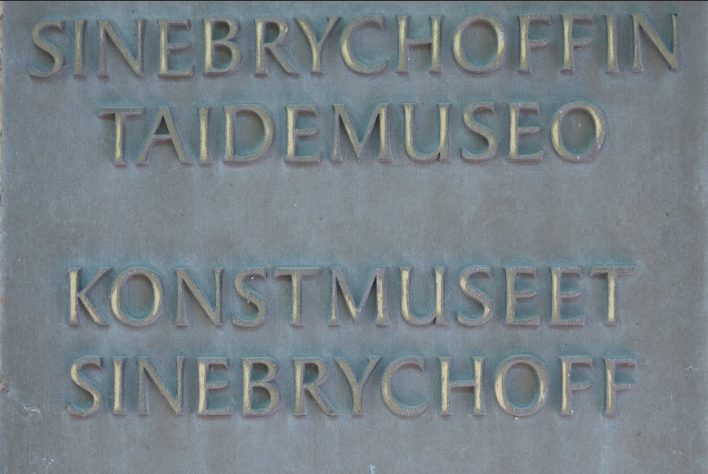 SINEBRYCHOFFIN
TAIDEMUSEO
KONSTMUSEET
SINEBRYCHOFF